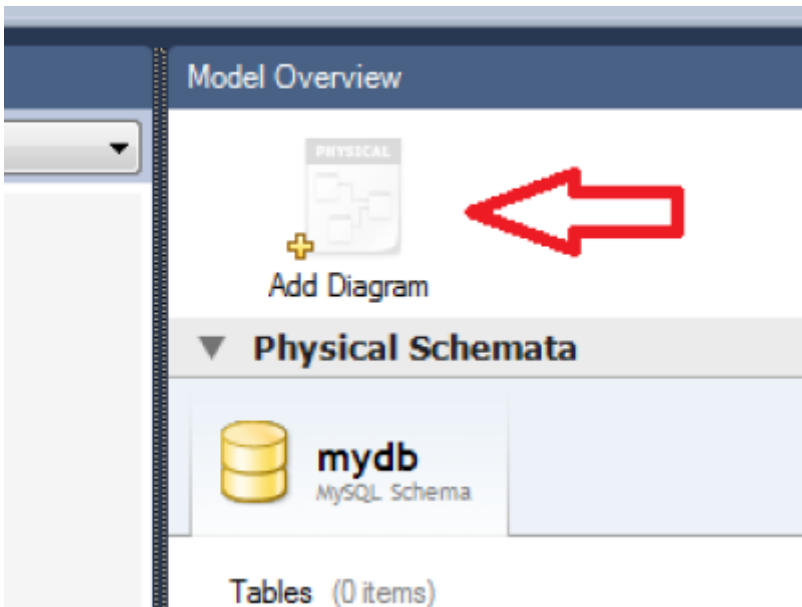 Model Overview
PHYSICAL
Add Diagram
Physical Schemata
mydb
MySQL Schema
Tables (0 items)